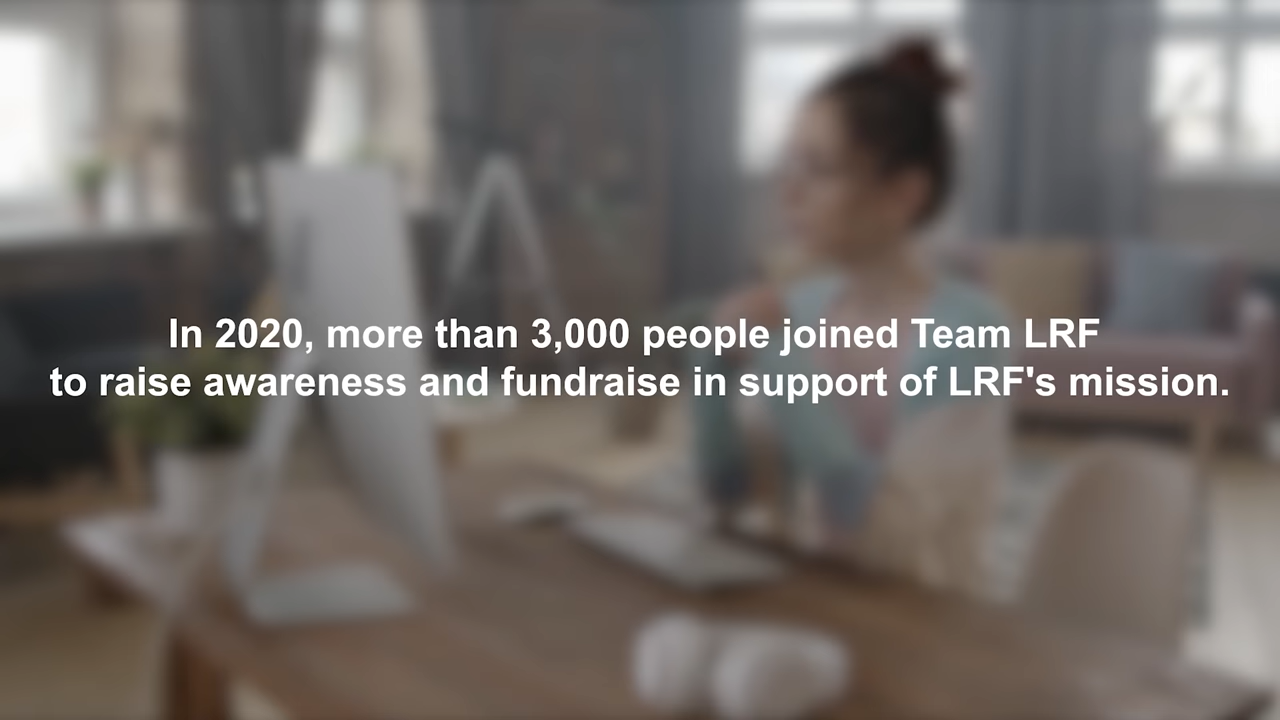 In 2020, more than 3,000 people joined Team LRF
to raise awareness and fundraise in support of LRF's mission.